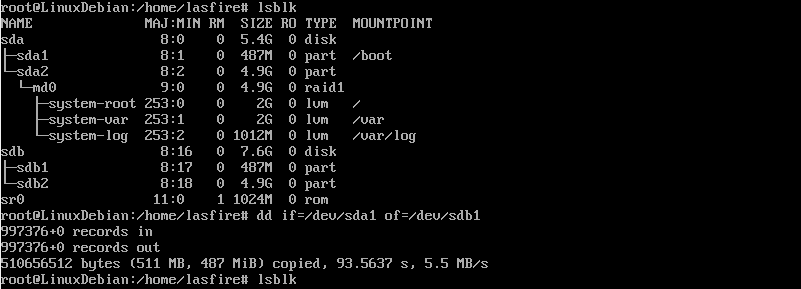 root@LinuxDebian:/home/lasfire# lsblk
NAME                MAJ:MIN RM  SIZE RO TYPE  MOUNTPOINT
sda                   8:0    0  5.4G  0 disk
├─sda1                8:1    0  487M  0 part  /boot
└─sda2                8:2    0  4.9G  0 part
  └─md0               9:0    0  4.9G  0 raid1
    ├─system-root 253:0    0    2G  0 lvm   /
    ├─system-var  253:1    0    2G  0 lvm   /var
    └─system-log  253:2    0 1012M  0 lvm   /var/log
sdb                   8:16   0  7.6G  0 disk
├─sdb1                8:17   0  487M  0 part
└─sdb2                8:18   0  4.9G  0 part
sr0                  11:0    1 1024M  0 rom
root@LinuxDebian:/home/lasfire# dd if=/dev/sda1 of=/dev/sdb1
997376+0 records in
997376+0 records out
510656512 bytes (511 MB, 487 MiB) copied, 93.5637 s, 5.5 MB/s
root@LinuxDebian:/home/lasfire# lsblk